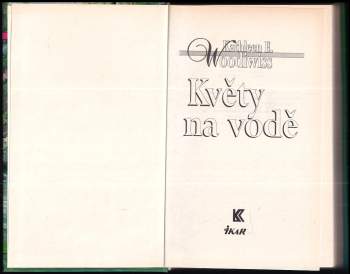 Kathleen E.
Woodiwiss
Květy
na vodě
IKAR